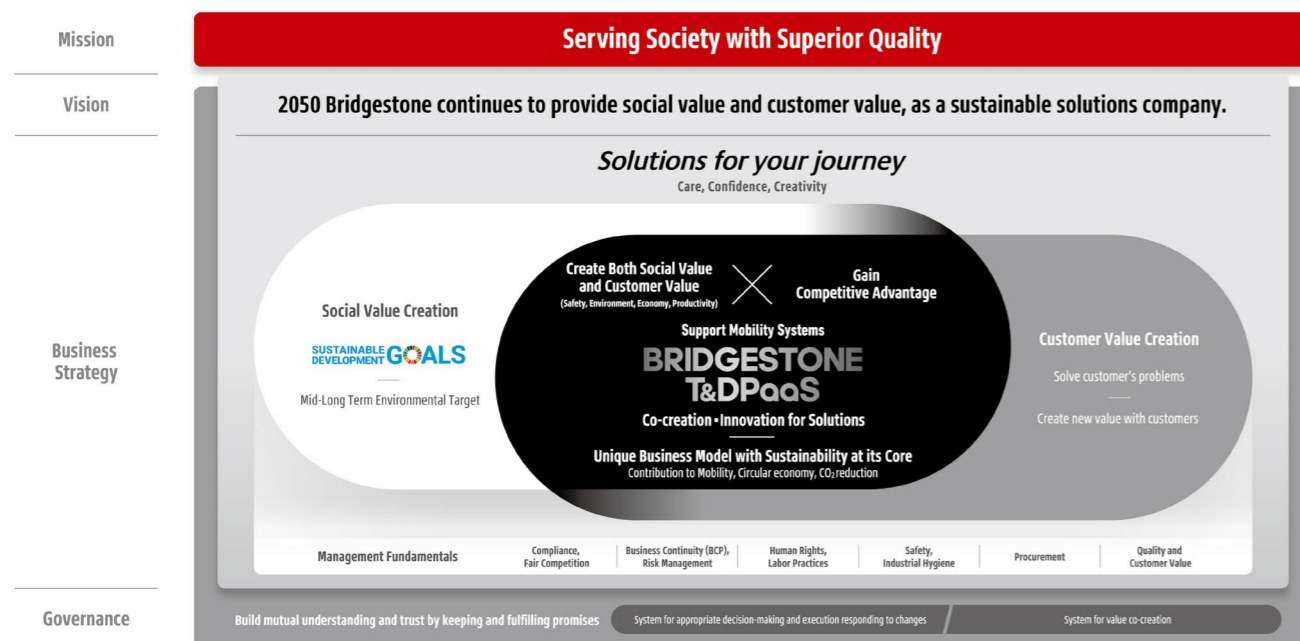 Mission
Serving Society with Superior Quality
Vision
2050 Bridgestone continues to provide social value and customer value, as a sustainable solutions company.
Solutions for your journey
Care, Confidence, Creativity
Business
Strategy
Social Value Creation
SUSTAINABLE
DEVELOPMENT GOALS
Mid-Long Term Environmental Target
Create Both Social Value
and Customer Value
(Safety, Environment, Economy, Productivity)
Gain
Competitive Advantage
Support Mobility Systems
BRIDGESTONE
T&DPaaS
Co-creation▪Innovation for Solutions
Unique Business Model with Sustainability at its Core
Contribution to Mobility, Circular economy, CO₂ reduction
Customer Value Creation
Solve customer's problems
Create new value with customers
Management Fundamentals
Compliance,
Fair Competition
Business Continuity (BCP),
Risk Management
Human Rights,
Labor Practices
Safety,
Industrial Hygiene
Procurement
Quality and
Customer Value
Governance
Build mutual understanding and trust by keeping and fulfilling promises
System for appropriate decision-making and execution responding to changes
System for value co-creation